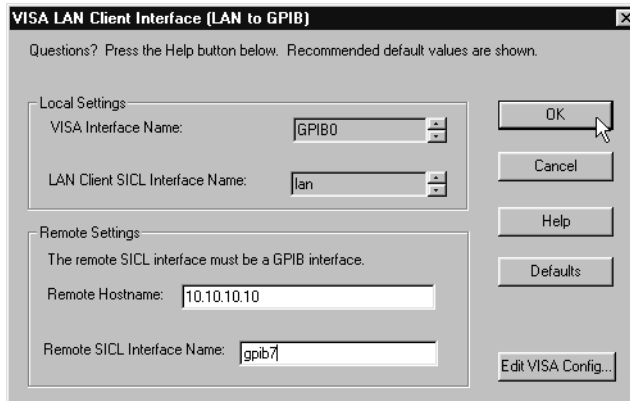 VISA LAN Client Interface (LAN to GPIB)
Questions? Press the Help button below. Recommended default values are shown.
Local Settings
VISA Interface Name: GPIB0
LAN Client SICL Interface Name: lan
OK
Cancel
Help
Defaults
Remote Settings
The remote SICL interface must be a GPIB interface.
Remote Hostname: 10.10.10.10
Remote SICL Interface Name: gpib7
Edit VISA Config...